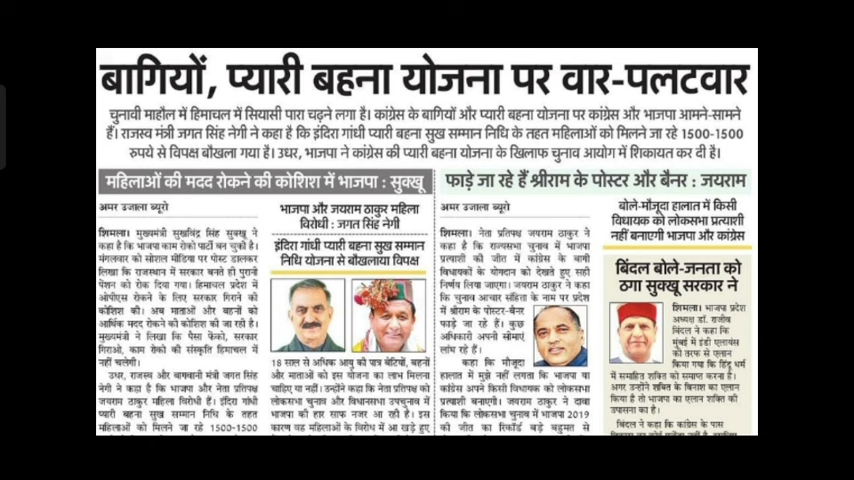 बागियों, प्यारी बहना योजना पर वार-पलटवार
चुनावी माहौल में हिमाचल में सियासी पारा चढ़ने लगा है। कांग्रेस के बागियों और प्यारी बहना योजना पर कांग्रेस और भाजपा आमने-सामने
हैं। राजस्व मंत्री जगत सिंह नेगी ने कहा है कि इंदिरा गांधी प्यारी बहना सुख सम्मान निधि के तहत महिलाओं को मिलने जा रहे 1500-1500
रुपये से विपक्ष बौखला गया है। उधर, भाजपा ने कांग्रेस की प्यारी बहना योजना के खिलाफ चुनाव आयोग में शिकायत कर दी है।
महिलाओं की मदद रोकने की कोशिश में भाजपा : सुक्खू
अमर उजाला ब्यूरो
शिमला। मुख्यमंत्री सुखविंद्र सिंह सुक्खू ने
कहा है कि भाजपा काम रोको पार्टी बन चुकी है।
मंगलवार को सोशल मीडिया पर पोस्ट डालकर
लिखा कि राजस्थान में सरकार बनते ही पुरानी
पेंशन को रोक दिया गया। हिमाचल प्रदेश में
ओपीएस रोकने के लिए सरकार गिराने की
कोशिश की। अब माताओं और बहनों को
आर्थिक मदद रोकने की कोशिश की जा रही है।
मुख्यमंत्री ने लिखा कि पैसा फेंको, सरकार
गिराओ, काम रोको की संस्कृति हिमाचल में
नहीं चलेगी।
उधर, राजस्व और बागवानी मंत्री जगत सिंह
नेगी ने कहा है कि भाजपा और नेता प्रतिपक्ष
जयराम ठाकुर महिला विरोधी हैं। इंदिरा गांधी
प्यारी बहना सुख सम्मान निधि के तहत
महिलाओं को मिलने जा रहे 1500-1500
भाजपा और जयराम ठाकुर महिला
विरोधी : जगत सिंह नेगी
इंदिरा गांधी प्यारी बहना सुख सम्मान
निधि योजना से बौखलाया विपक्ष
18 साल से अधिक आयु की पात्र बेटियों, बहनों
और माताओं को इस योजना का लाभ मिलना
चाहिए या नहीं। उन्होंने कहा कि नेता प्रतिपक्ष को
लोकसभा चुनाव और विधानसभा उपचुनाव में
भाजपा की हार साफ नजर आ रही है। इस
कारण वह महिलाओं के विरोध में आ खड़े हुए
फाड़े जा रहे हैं श्रीराम के पोस्टर और बैनर : जयराम
अमर उजाला ब्यूरो
शिमला। नेता प्रतिपक्ष जयराम ठाकुर ने
कहा है कि राज्यसभा चुनाव में भाजपा
प्रत्याशी की जीत में कांग्रेस के बागी
विधायकों के योगदान को देखते हुए सही
निर्णय लिया जाएगा। जयराम ठाकुर ने कहा
कि चुनाव आचार संहिता के नाम पर प्रदेश
में श्रीराम के पोस्टर-बैनर
फाड़े जा रहे हैं। कुछ
अधिकारी अपनी सीमाएं
लांघ रहे हैं।
कहा कि मौजूदा
हालात में मुझे नहीं लगता कि भाजपा या
कांग्रेस अपने किसी विधायक को लोकसभा
प्रत्याशी बनाएगी। जयराम ठाकुर ने दावा
किया कि लोकसभा चुनाव में भाजपा 2019
की जीत का रिकॉर्ड बड़े बहुमत से
बोले-मौजूदा हालात में किसी
विधायक को लोकसभा प्रत्याशी
नहीं बनाएगी भाजपा और कांग्रेस
बिंदल बोले-जनता को
ठगा सुक्खू सरकार ने
शिमला। भाजपा प्रदेश
अध्यक्ष डॉ. राजीव
बिंदल ने कहा कि
मुंबई में इंडी एलायंस
की तरफ से एलान
किया गया कि हिंदू धर्म
में समाहित शक्ति को समाप्त करना है।
अगर उन्होंने शक्ति के विनाश का एलान
किया है तो भाजपा का एलान शक्ति की
उपासना का है।
बिंदल ने कहा कि कांग्रेस के पास